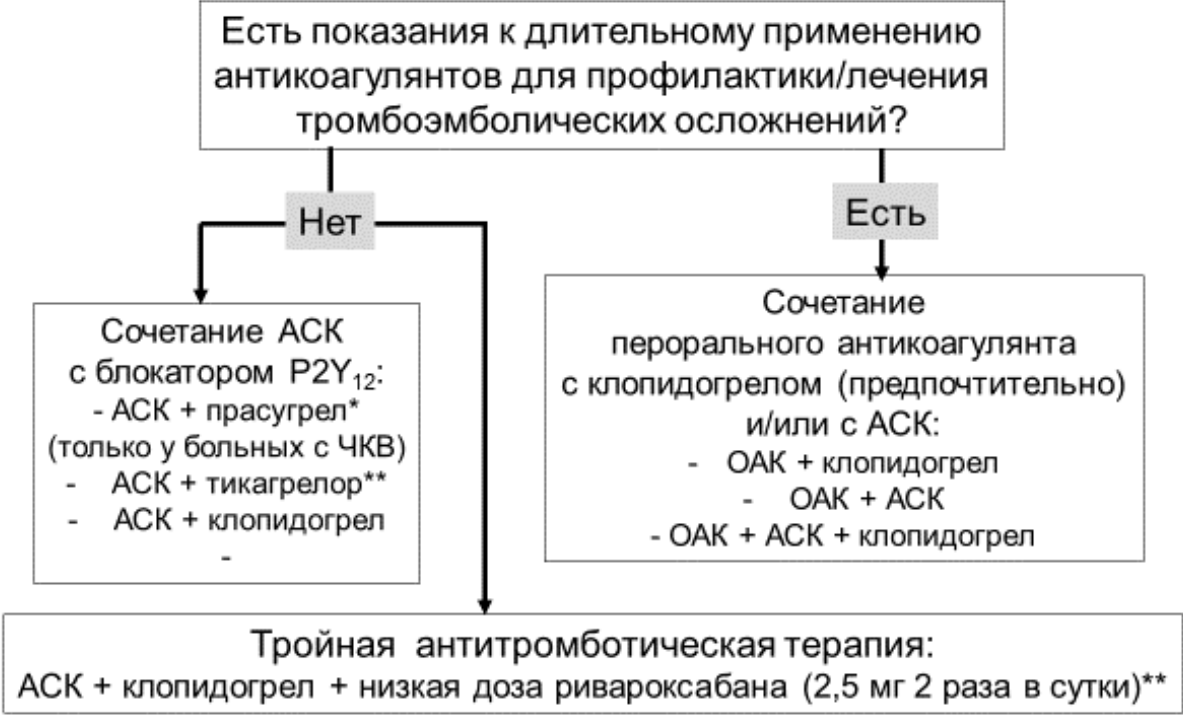 Есть показания к длительному применению
антикоагулянтов для профилактики/лечения
тромбоэмболических осложнений?
Нет
Есть
Сочетание АСК
с блокатором P2Y₁₂:
- АСК + прасугрел*
(только у больных с ЧКВ)
- АСК + тикагрелор**
- АСК + клопидогрел
-
Сочетание
перорального антикоагулянта
с клопидогрелом (предпочтительно)
и/или с АСК:
- ОАК + клопидогрел
- ОАК + АСК
- ОАК + АСК + клопидогрел
Тройная антитромботическая терапия:
АСК + клопидогрел + низкая доза ривароксабана (2,5 мг 2 раза в сутки)**